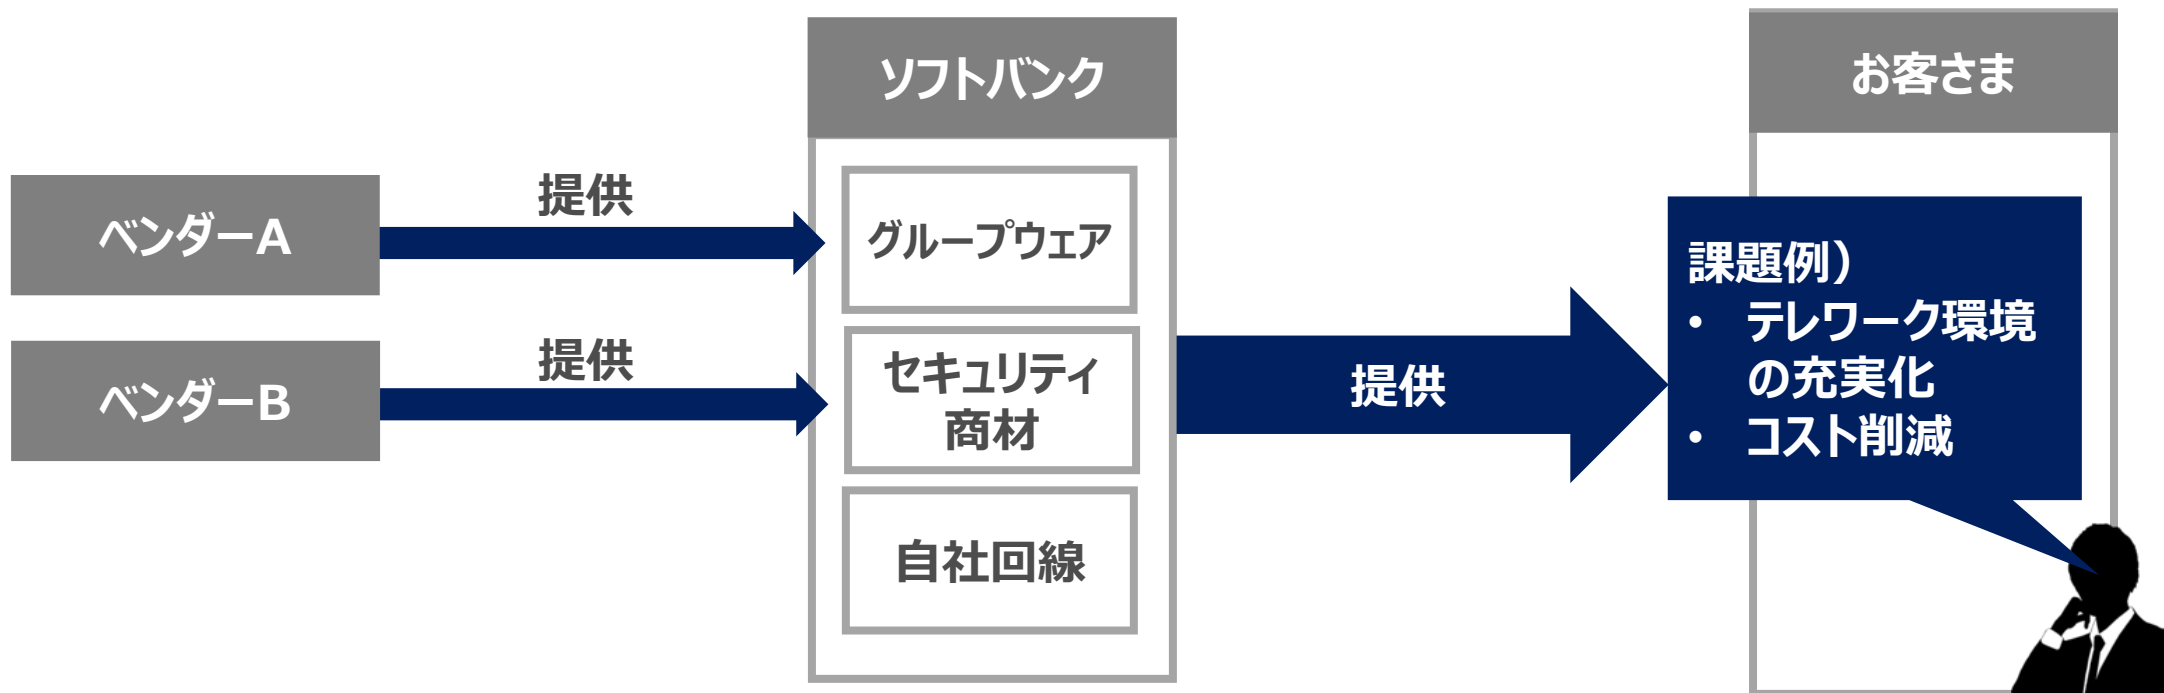 ソフトバンク
お客さま
ベンダーA
提供
グループウェア
ベンダーB
提供
セキュリティ
商材
自社回線
提供
課題例）
• テレワーク環境
の充実化
• コスト削減